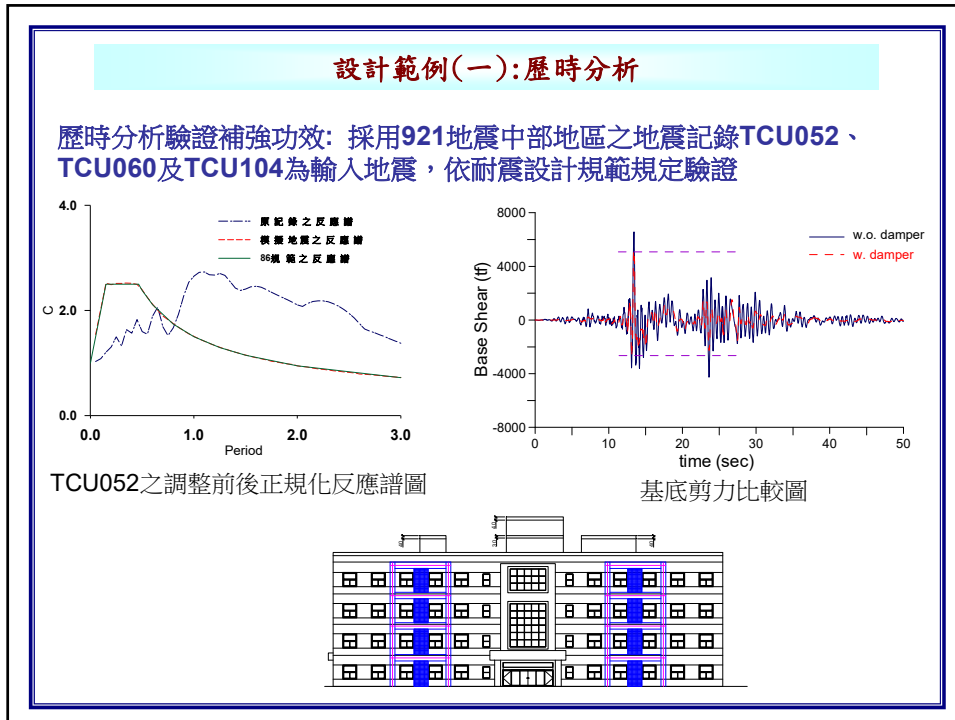 設計範例(一):歷時分析
歷時分析驗證補強功效: 採用921地震中部地區之地震記錄TCU052、
TCU060及TCU104為輸入地震，依耐震設計規範規定驗證
4.0
2.0
0.0
C
原紀錄之反應譜
模擬地震之反應譜
86規範之反應譜
0.0 1.0 2.0 3.0
Period
TCU052之調整前後正規化反應譜圖
8000
4000
0
-4000
-8000
Base Shear (tf)
w.o. damper
w. damper
0 10 20 30 40 50
time (sec)
基底剪力比較圖